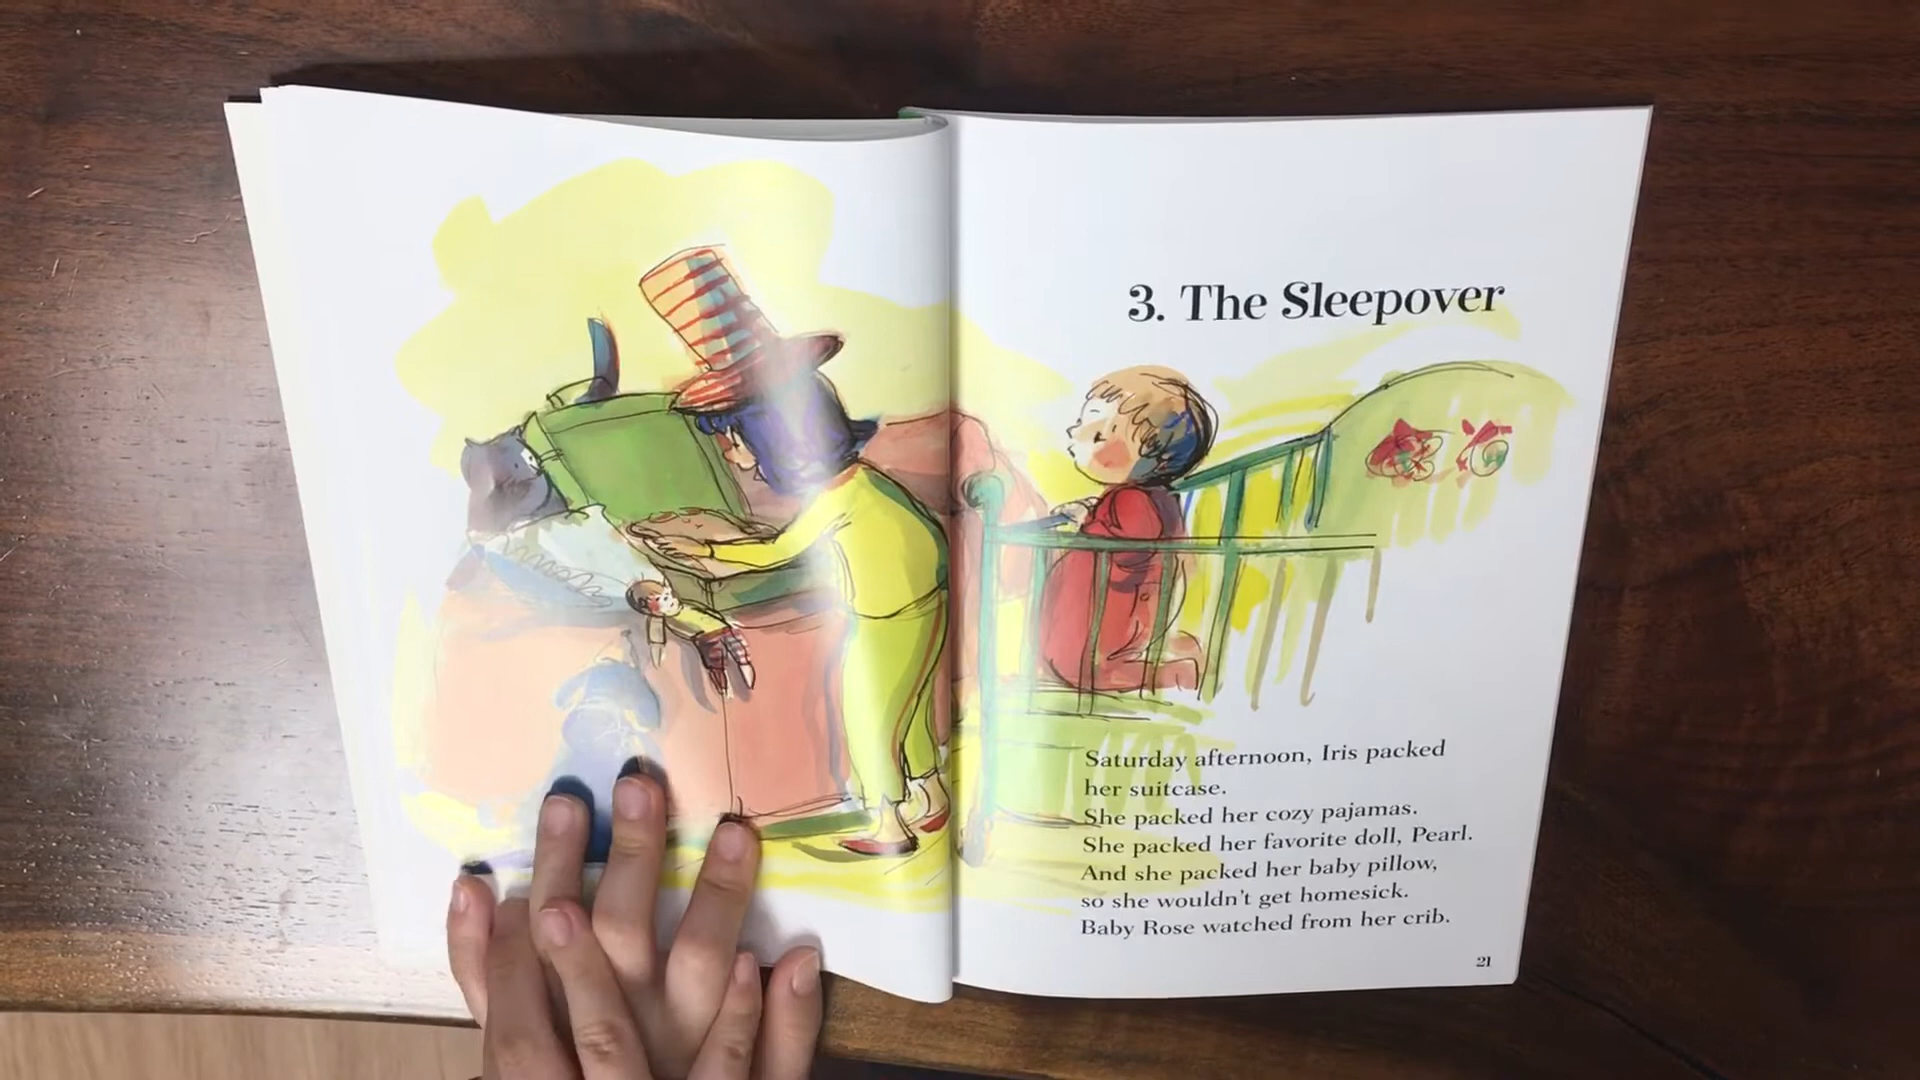 3. The Sleepover
Saturday afternoon, Iris packed
her suitcase.
She packed her cozy pajamas.
She packed her favorite doll, Pearl.
And she packed her baby pillow,
so she wouldn't get homesick.
Baby Rose watched from her crib.
21